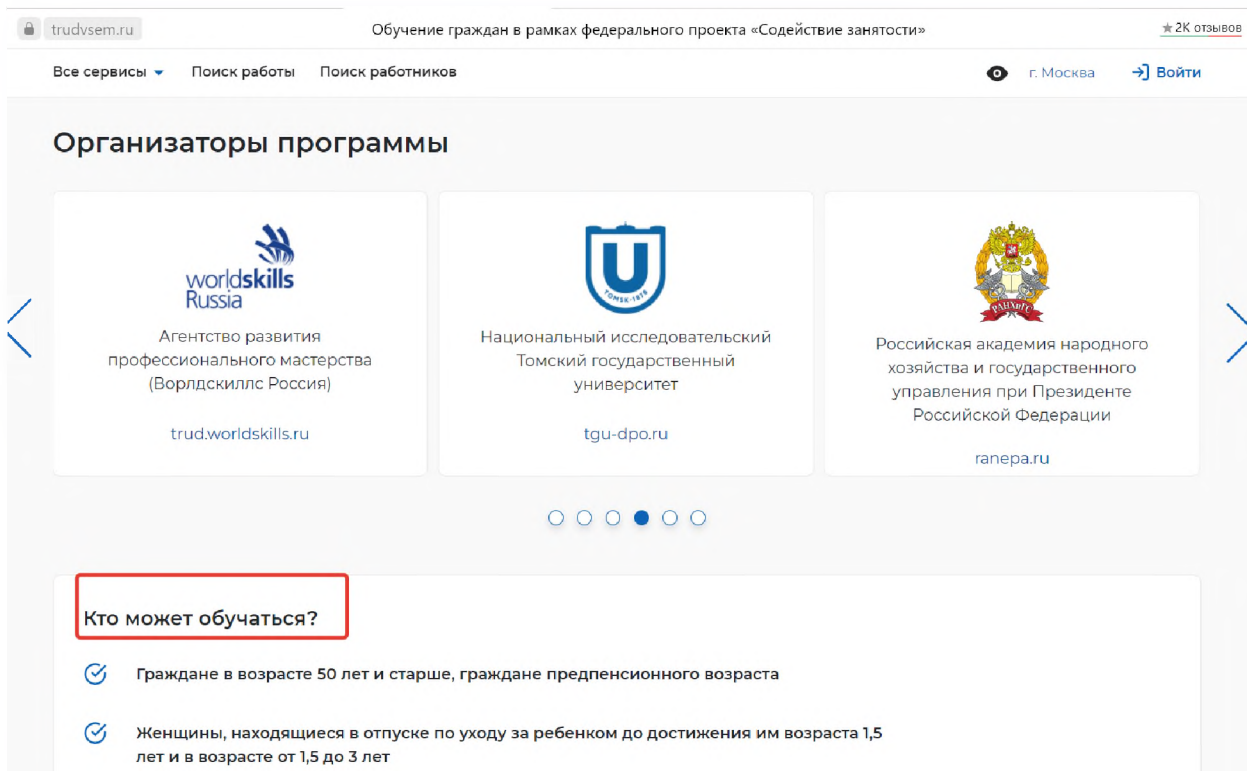 trudvsem.ru
Обучение граждан в рамках федерального проекта «Содействие занятости»
2K отзывов
Все сервисы
Поиск работы
Поиск работников
г. Москва
Войти
Организаторы программы
worldskills
Russia
Агентство развития
профессионального мастерства
(Ворлдскиллс Россия)
trud.worldskills.ru
U
TOMSK-1878
Национальный исследовательский
Томский государственный
университет
tgu-dpo.ru
РАНХиГС
Российская академия народного
хозяйства и государственного
управления при Президенте
Российской Федерации
ranepa.ru
Кто может обучаться?
Граждане в возрасте 50 лет и старше, граждане предпенсионного возраста
Женщины, находящиеся в отпуске по уходу за ребенком до достижения им возраста 1,5
лет и в возрасте от 1,5 до 3 лет